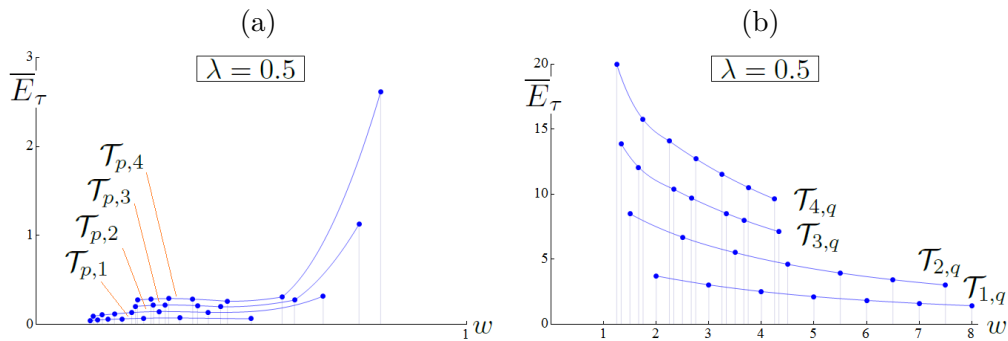 (a)
(b)
λ = 0.5
λ = 0.5
3
E̅_τ
2
1
0
1
w
𝒯_{p,4}
𝒯_{p,3}
𝒯_{p,2}
𝒯_{p,1}
20
E̅_τ
15
10
5
0
1 2 3 4 5 6 7 8 w
𝒯_{4,q}
𝒯_{3,q}
𝒯_{2,q}
𝒯_{1,q}